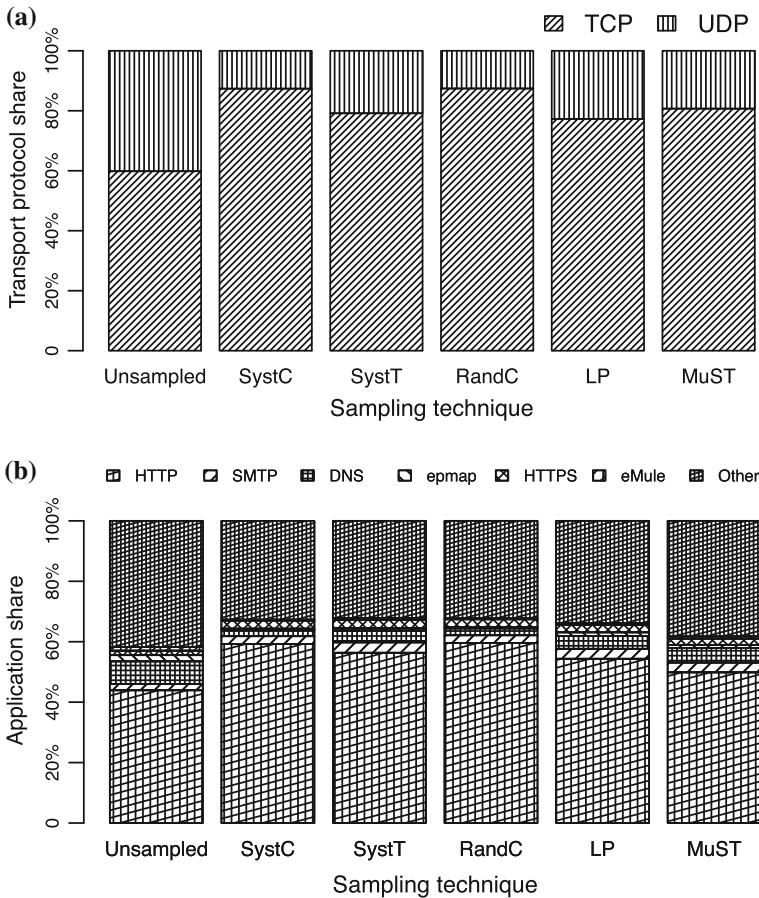 (a)
TCP UDP
Transport protocol share
100%
80%
60%
40%
20%
0
Unsampled SystC SystT RandC LP MuST
Sampling technique
(b)
HTTP SMTP DNS epmap HTTPS eMule Other
Application share
100%
80%
60%
40%
20%
0
Unsampled SystC SystT RandC LP MuST
Sampling technique